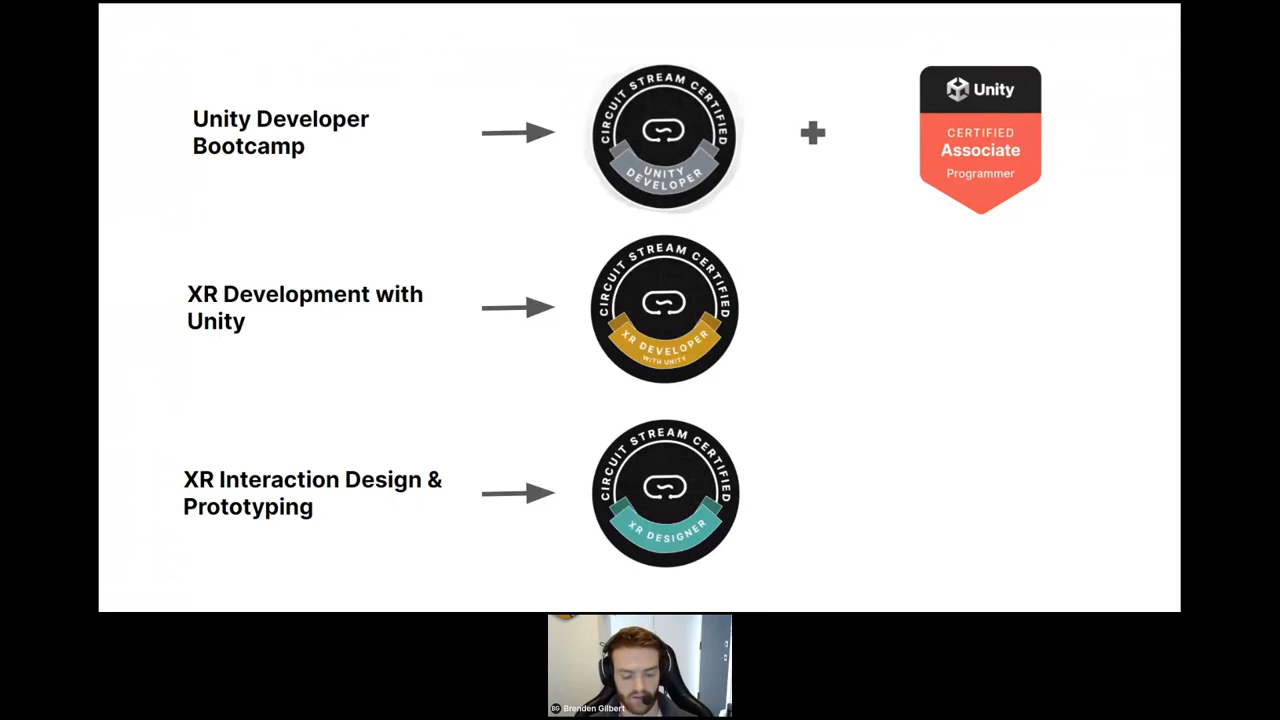 Unity Developer
Bootcamp
CIRCUIT STREAM CERTIFIED
UNITY
DEVELOPER
Unity
CERTIFIED
Associate
Programmer
XR Development with
Unity
CIRCUIT STREAM CERTIFIED
XR DEVELOPER
WITH UNITY
XR Interaction Design &
Prototyping
CIRCUIT STREAM CERTIFIED
XR DESIGNER
BG Brenden Gilbert